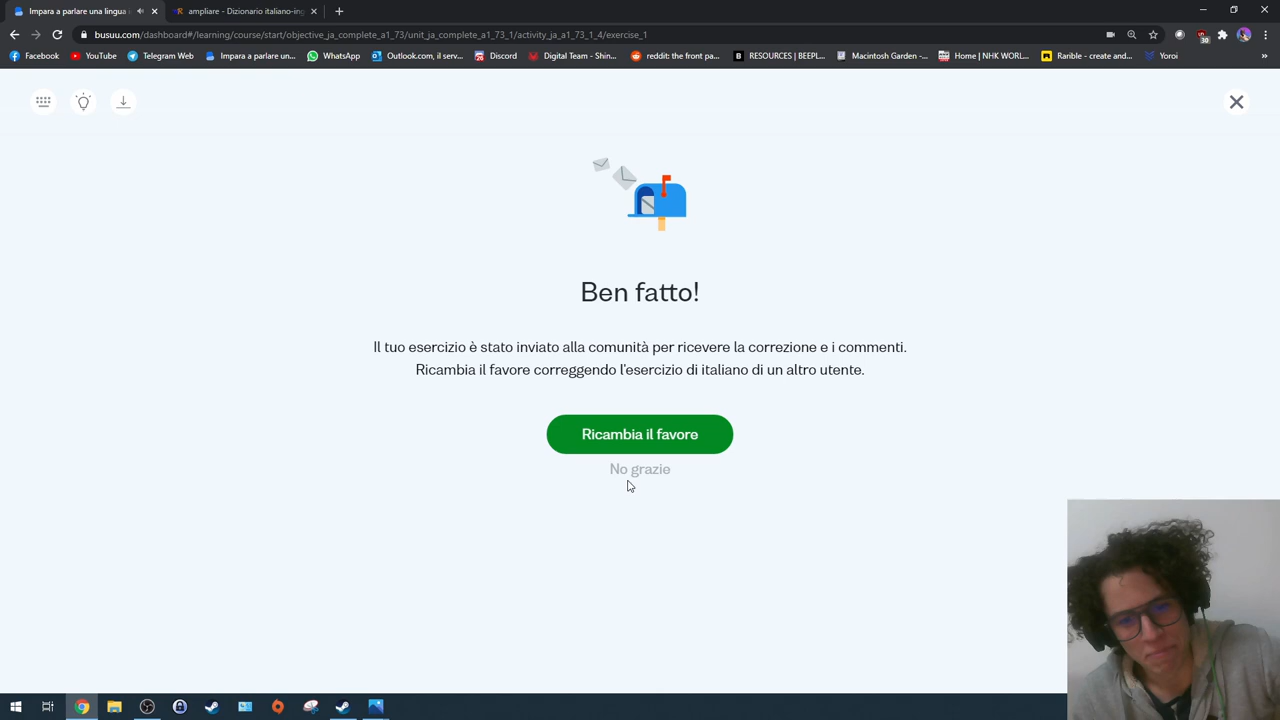 Impara a parlare una lingua
ampliare - Dizionario italiano-ing
busuu.com/dashboard#/learning/course/start/objective_ja_complete_a1_73/unit_ja_complete_a1_73_1/activity_ja_a1_73_1_4/exercise_1
Facebook YouTube Telegram Web Impara a parlare un... WhatsApp Outlook.com, il serv... Discord Digital Team - Shin... reddit: the front pa... RESOURCES | BEEPL... Macintosh Garden -... Home | NHK WORL... Rarible - create and... Yoroi »
30
Ben fatto!
Il tuo esercizio è stato inviato alla comunità per ricevere la correzione e i commenti.
Ricambia il favore correggendo l'esercizio di italiano di un altro utente.
Ricambia il favore
No grazie